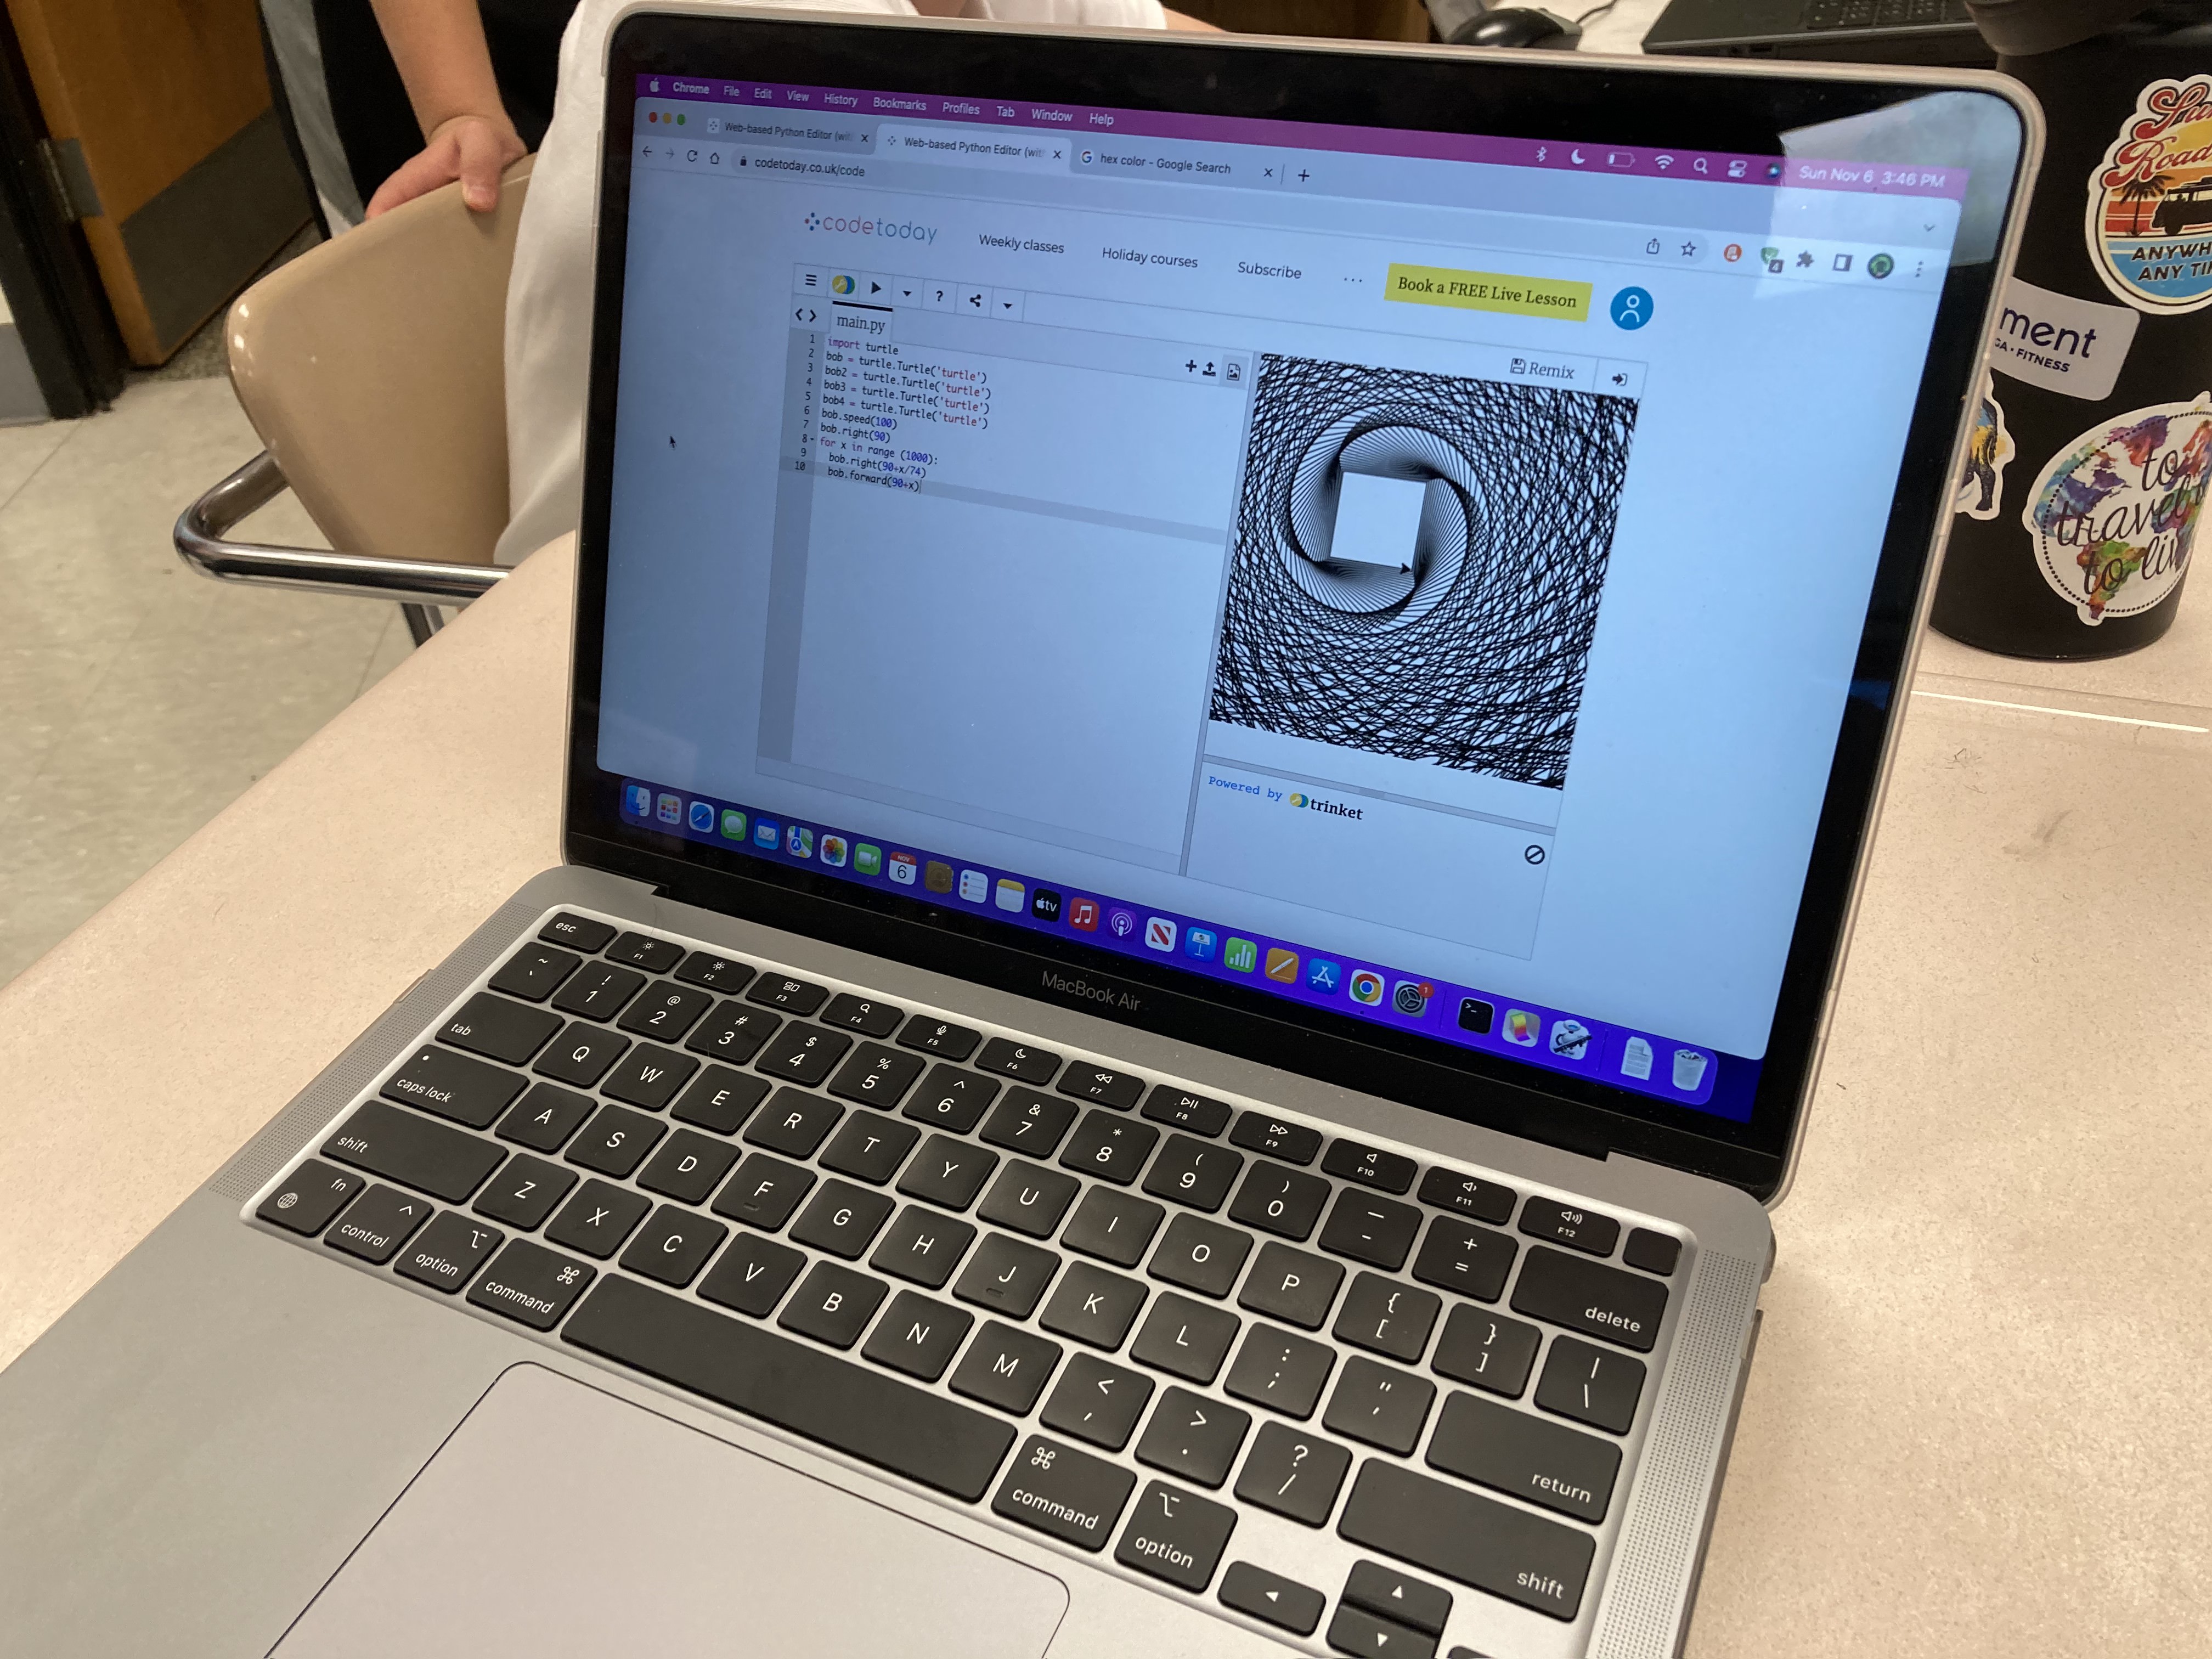 Chrome File Edit View History Bookmarks Profiles Tab Window Help
Sun Nov 6 3:46 PM
Web-based Python Editor (wit
Web-based Python Editor (wit
hex color - Google Search
codetoday.co.uk/code
codetoday
Weekly classes
Holiday courses
Subscribe
...
Book a FREE Live Lesson
main.py
Remix
1 import turtle
2 bob = turtle.Turtle('turtle')
3 bob2 = turtle.Turtle('turtle')
4 bob3 = turtle.Turtle('turtle')
5 bob4 = turtle.Turtle('turtle')
6 bob.speed(100)
7 bob.right(90)
8 for x in range (1000):
9 bob.right(90+x/74)
10 bob.forward(90+x)
Powered by trinket
NOV
6
tv
MacBook Air
esc F1 F2 F3 F4 F5 F6 F7 F8 F9 F10 F11 F12
~ ` ! 1 @ 2 # 3 $ 4 % 5 ^ 6 & 7 * 8 ( 9 ) 0 — - + = delete
tab Q W E R T Y U I O P { [ } ] | \
caps lock A S D F G H J K L : ; " ' return
shift Z X C V B N M < , > . ? / shift
fn control option command command option
Road
ANYWH
ANY TI
ment
GA • FITNESS
to
travel
to li